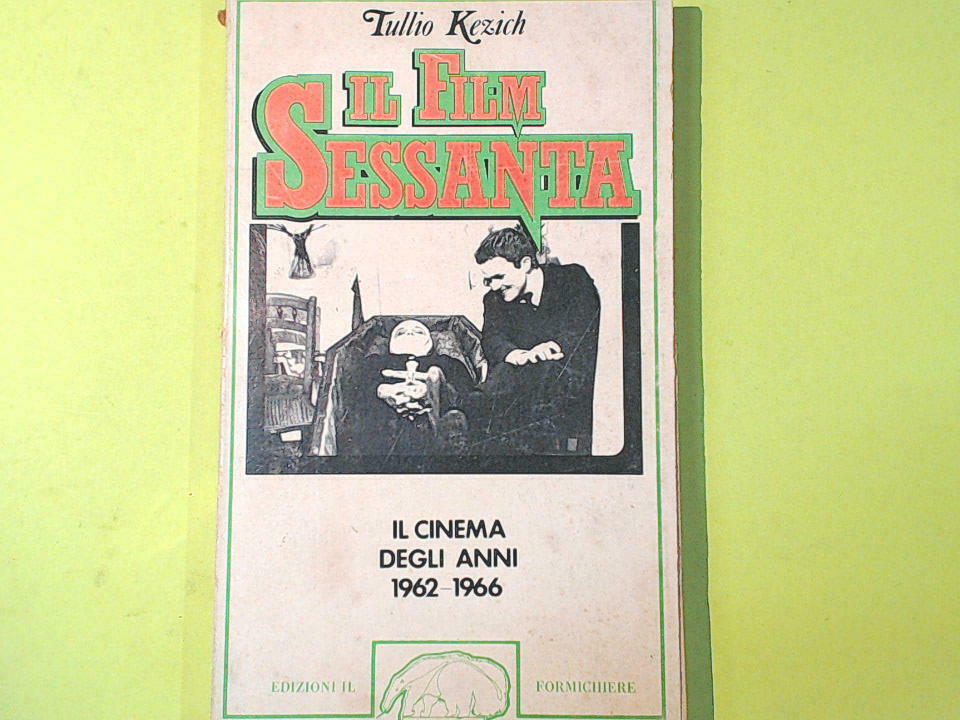 Tullio Kezich
IL FILM
SESSANTA
IL CINEMA
DEGLI ANNI
1962-1966
EDIZIONI IL FORMICHIERE